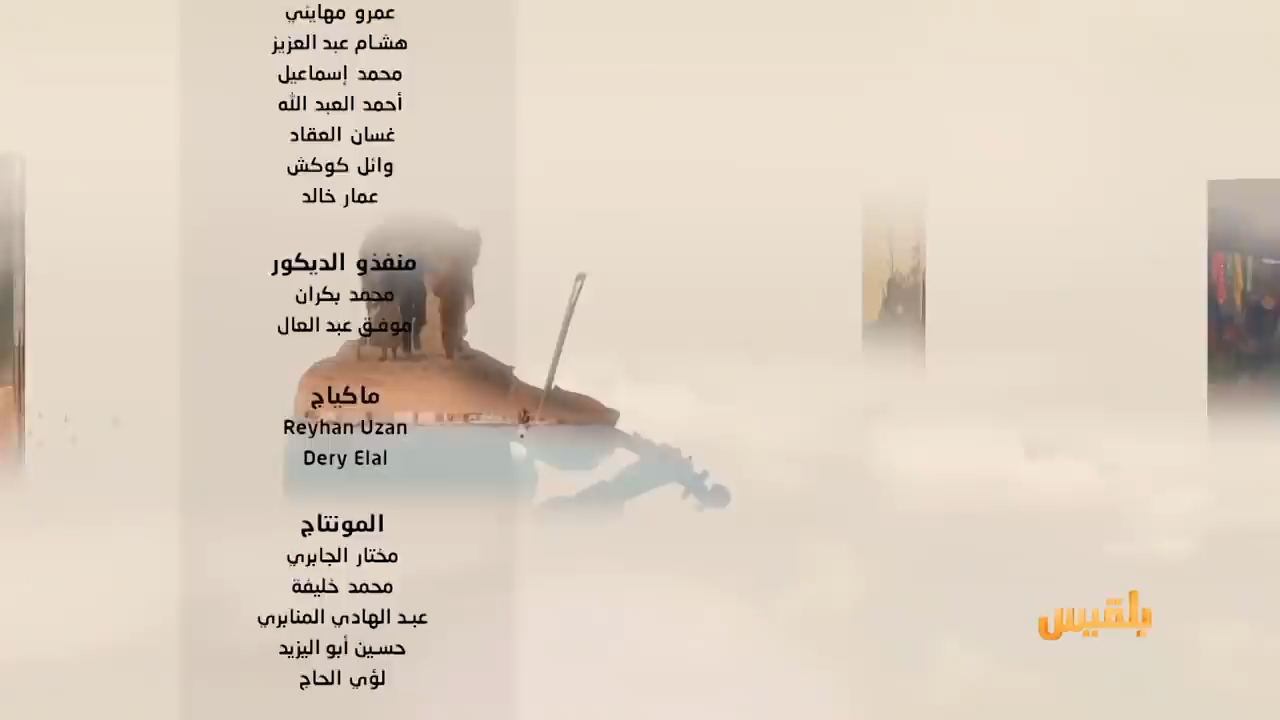 عمرو مهايني
هشام عبد العزيز
محمد إسماعيل
أحمد العبد الله
غسان العقاد
وائل كوكش
عمار خالد
منفذو الديكور
محمد بكران
موفق عبد العال
ماكياج
Reyhan Uzan
Dery Elal
المونتاج
مختار الجابري
محمد خليفة
عبد الهادي المنابري
حسين أبو اليزيد
لؤي الحاج
بلقيس